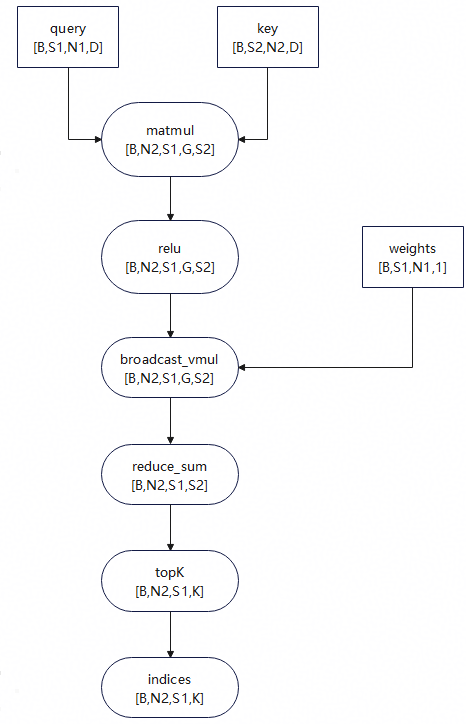 query
[B,S1,N1,D]
key
[B,S2,N2,D]
matmul
[B,N2,S1,G,S2]
relu
[B,N2,S1,G,S2]
weights
[B,S1,N1,1]
broadcast_vmul
[B,N2,S1,G,S2]
reduce_sum
[B,N2,S1,S2]
topK
[B,N2,S1,K]
indices
[B,N2,S1,K]